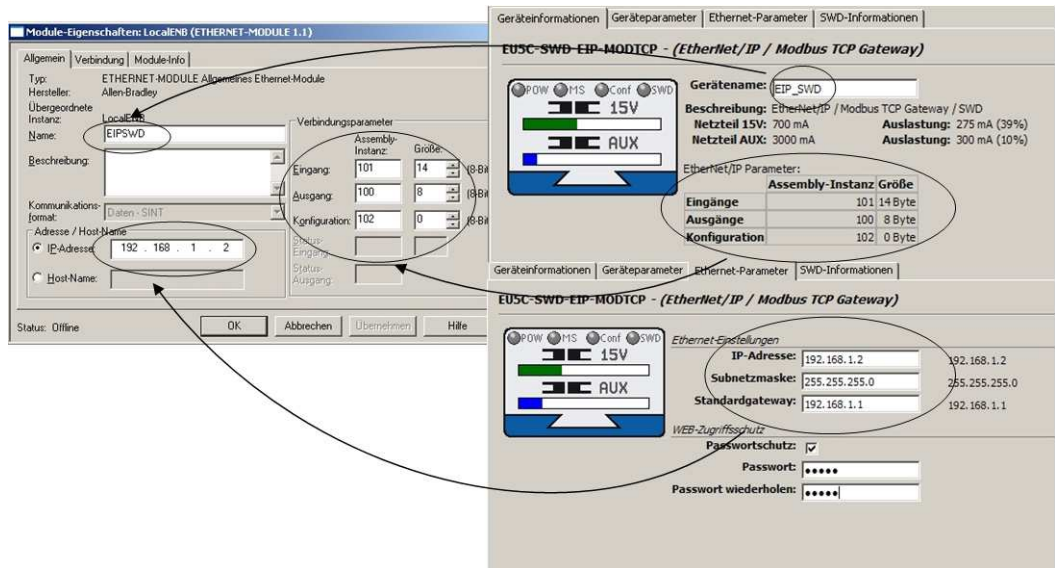 Module-Eigenschaften: LocalENB (ETHERNET-MODULE 1.1)
Allgemein Verbindung Module-Info
Typ: ETHERNET-MODULE Allgemeines Ethernet-Module
Hersteller: Allen-Bradley
Übergeordnete
Instanz: LocalENB
Name: EIPSWD
Beschreibung:
Kommunikations-
format: Daten - SINT
Adresse / Host-Name
IP-Adresse: 192 . 168 . 1 . 2
Host-Name:
Verbindungsparameter
Assembly-
Instanz: Größe:
Eingang: 101 14 (8-Bit
Ausgang: 100 8 (8-Bi
Konfiguration: 102 0 (8-Bi
Status-
Eingang:
Status-
Ausgang:
Status: Offline OK Abbrechen Übernehmen Hilfe
Geräteinformationen Geräteparameter Ethernet-Parameter SWD-Informationen
EU5C-SWD-EIP-MODTCP - (EtherNet/IP / Modbus TCP Gateway)
POW MS Conf SWD
15V
AUX
Gerätename: EIP_SWD
Beschreibung: EtherNet/IP / Modbus TCP Gateway / SWD
Netzteil 15V: 700 mA Auslastung: 275 mA (39%)
Netzteil AUX: 3000 mA Auslastung: 300 mA (10%)
EtherNet/IP Parameter:
Assembly-Instanz Größe
Eingänge 101 14 Byte
Ausgänge 100 8 Byte
Konfiguration 102 0 Byte
Geräteinformationen Geräteparameter Ethernet-Parameter SWD-Informationen
EU5C-SWD-EIP-MODTCP - (EtherNet/IP / Modbus TCP Gateway)
POW MS Conf SWD
15V
AUX
Ethernet-Einstellungen
IP-Adresse: 192.168.1.2 192.168.1.2
Subnetzmaske: 255.255.255.0 255.255.255.0
Standardgateway: 192.168.1.1 192.168.1.1
WEB-Zugriffsschutz
Passwortschutz:
Passwort: •••••
Passwort wiederholen: •••••